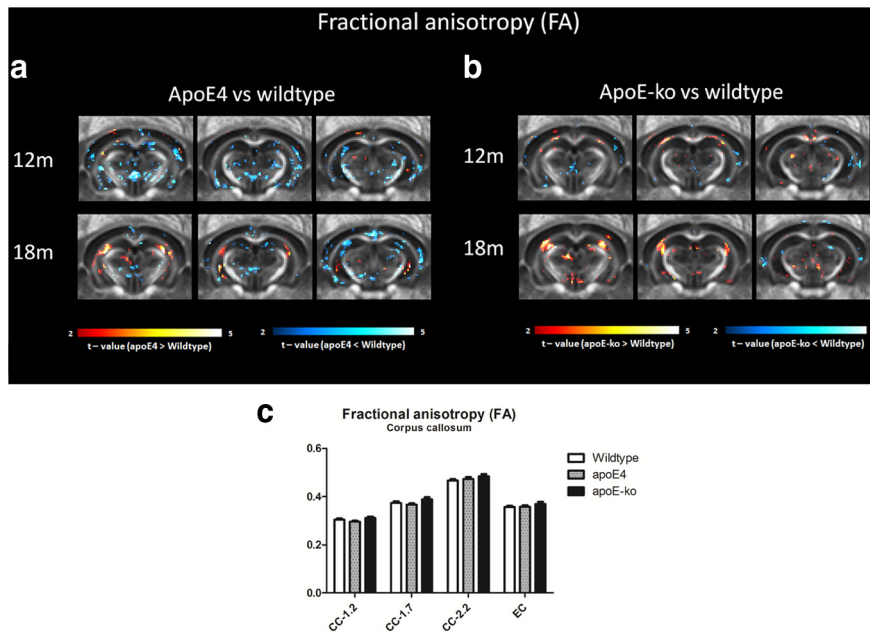 Fractional anisotropy (FA)
a
ApoE4 vs wildtype
12m
18m
2 5
t – value (apoE4 > Wildtype)
2 5
t – value (apoE4 < Wildtype)
b
ApoE-ko vs wildtype
12m
18m
2 5
t – value (apoE-ko > Wildtype)
2 5
t – value (apoE-ko < Wildtype)
c
Fractional anisotropy (FA)
Corpus callosum
0.6
0.4
0.2
0.0
CC-1.2
CC-1.7
CC-2.2
EC
Wildtype
apoE4
apoE-ko